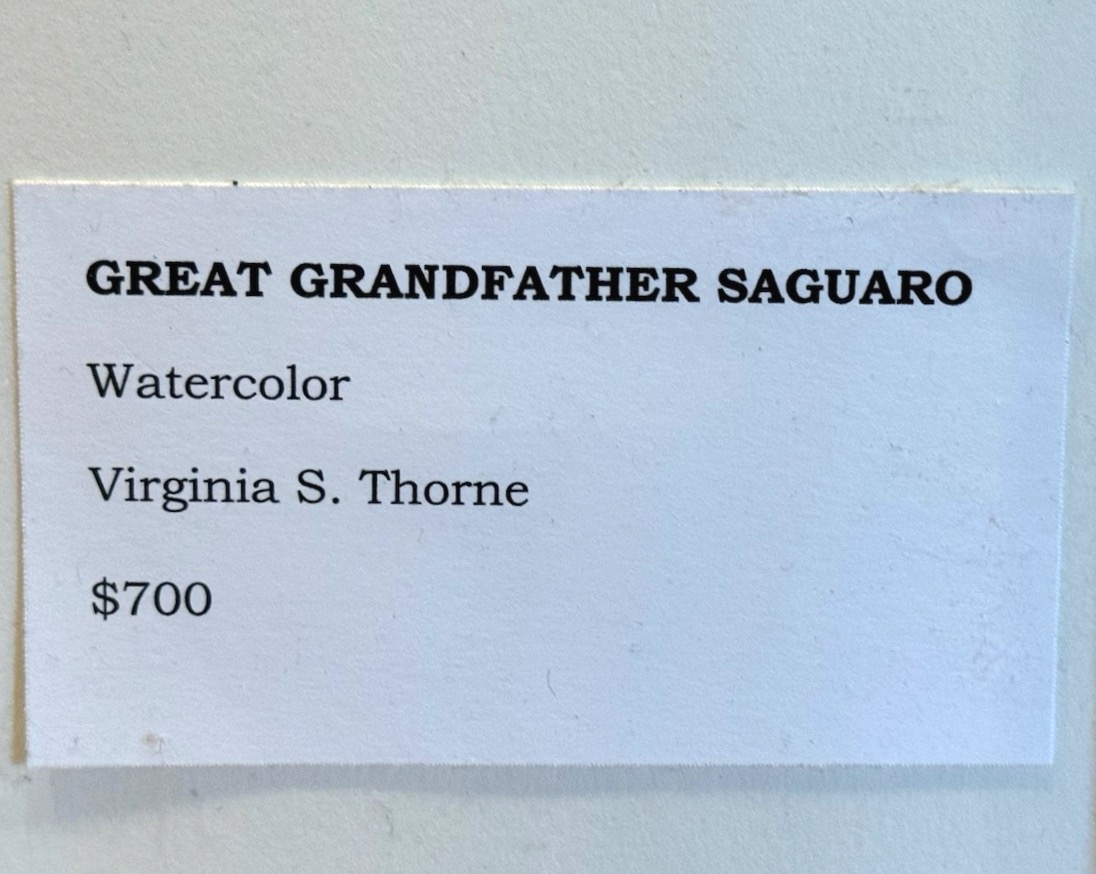 GREAT GRANDFATHER SAGUARO
Watercolor
Virginia S. Thorne
$700